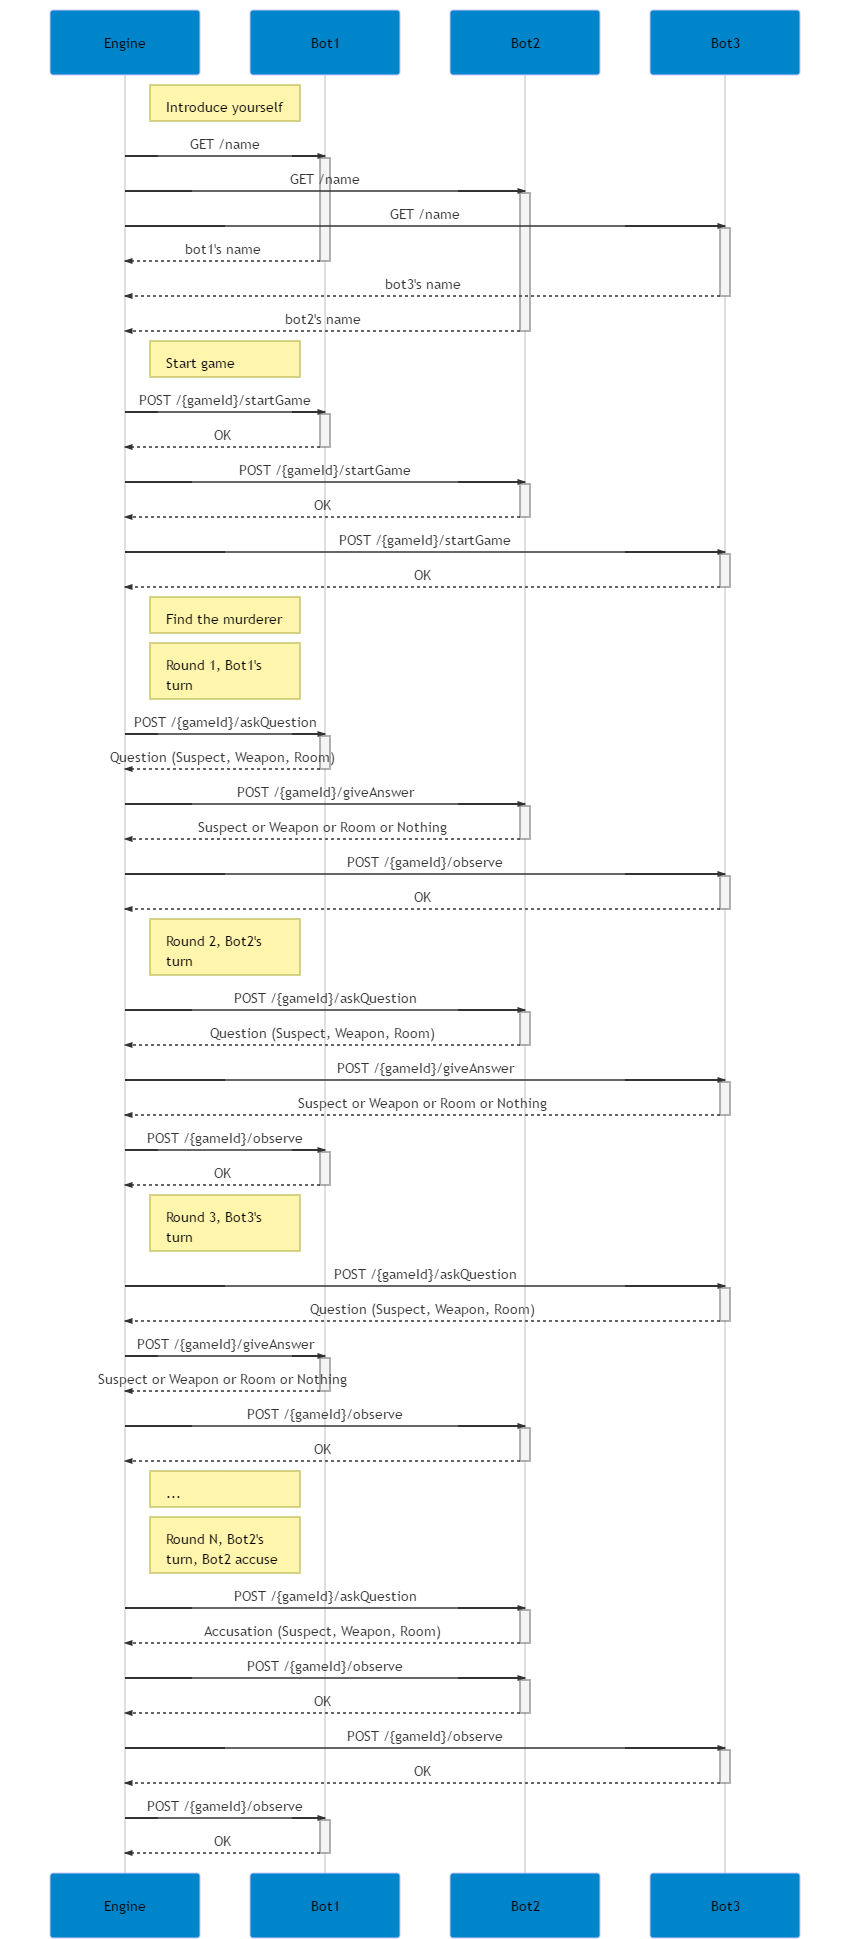 Engine
Bot1
Bot2
Bot3
Introduce yourself
GET /name
GET /name
GET /name
bot1's name
bot3's name
bot2's name
Start game
POST /{gameId}/startGame
OK
POST /{gameId}/startGame
OK
POST /{gameId}/startGame
OK
Find the murderer
Round 1, Bot1's
turn
POST /{gameId}/askQuestion
Question (Suspect, Weapon, Room)
POST /{gameId}/giveAnswer
Suspect or Weapon or Room or Nothing
POST /{gameId}/observe
OK
Round 2, Bot2's
turn
POST /{gameId}/askQuestion
Question (Suspect, Weapon, Room)
POST /{gameId}/giveAnswer
Suspect or Weapon or Room or Nothing
POST /{gameId}/observe
OK
Round 3, Bot3's
turn
POST /{gameId}/askQuestion
Question (Suspect, Weapon, Room)
POST /{gameId}/giveAnswer
Suspect or Weapon or Room or Nothing
POST /{gameId}/observe
OK
...
Round N, Bot2's
turn, Bot2 accuse
POST /{gameId}/askQuestion
Accusation (Suspect, Weapon, Room)
POST /{gameId}/observe
OK
POST /{gameId}/observe
OK
POST /{gameId}/observe
OK
Engine
Bot1
Bot2
Bot3